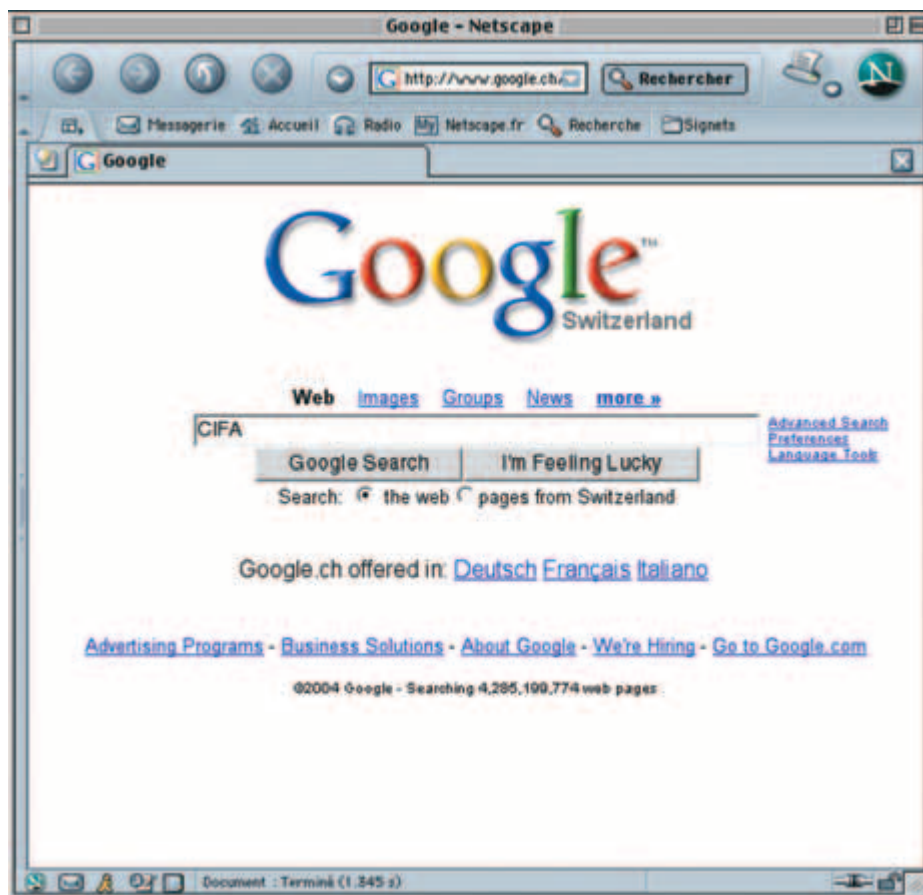 Google - Netscape
http://www.google.ch/ Rechercher
Messagerie Accueil Radio My Netscape.fr Recherche Signets
Google
Google™
Switzerland
Web Images Groups News more »
CIFA
Advanced Search
Preferences
Language Tools
Google Search I'm Feeling Lucky
Search: the web pages from Switzerland
Google.ch offered in: Deutsch Français Italiano
Advertising Programs - Business Solutions - About Google - We're Hiring - Go to Google.com
©2004 Google - Searching 4,285,199,774 web pages
Document : Terminé (1.345 s)